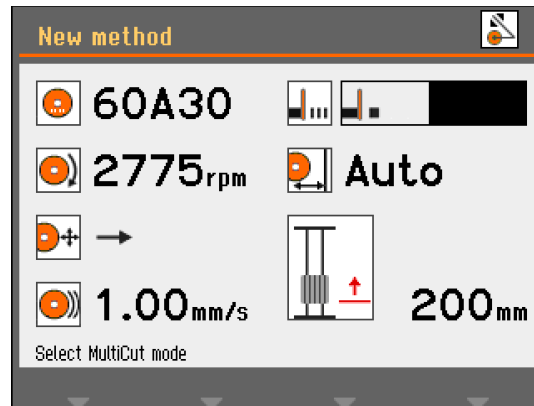 New method
60A30
2775rpm
Auto
1.00mm/s
200mm
Select MultiCut mode